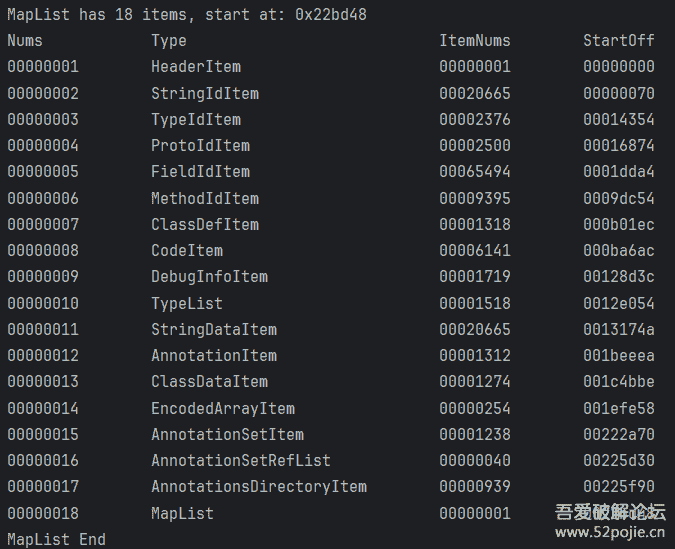 MapList has 18 items, start at: 0x22bd48
Nums Type ItemNums StartOff
00000001 HeaderItem 00000001 00000000
00000002 StringIdItem 00020665 00000070
00000003 TypeIdItem 00002376 00014354
00000004 ProtoIdItem 00002500 00016874
00000005 FieldIdItem 00065494 0001dda4
00000006 MethodIdItem 00009395 0009dc54
00000007 ClassDefItem 00001318 000b01ec
00000008 CodeItem 00006141 000ba6ac
00000009 DebugInfoItem 00001719 00128d3c
00000010 TypeList 00001518 0012e054
00000011 StringDataItem 00020665 0013174a
00000012 AnnotationItem 00001312 001beeea
00000013 ClassDataItem 00001274 001c4bbe
00000014 EncodedArrayItem 00000254 001efe58
00000015 AnnotationSetItem 00001238 00222a70
00000016 AnnotationSetRefList 00000040 00225d30
00000017 AnnotationsDirectoryItem 00000939 00225f90
00000018 MapList 00000001
吾爱破解论坛
www.52pojie.cn
MapList End